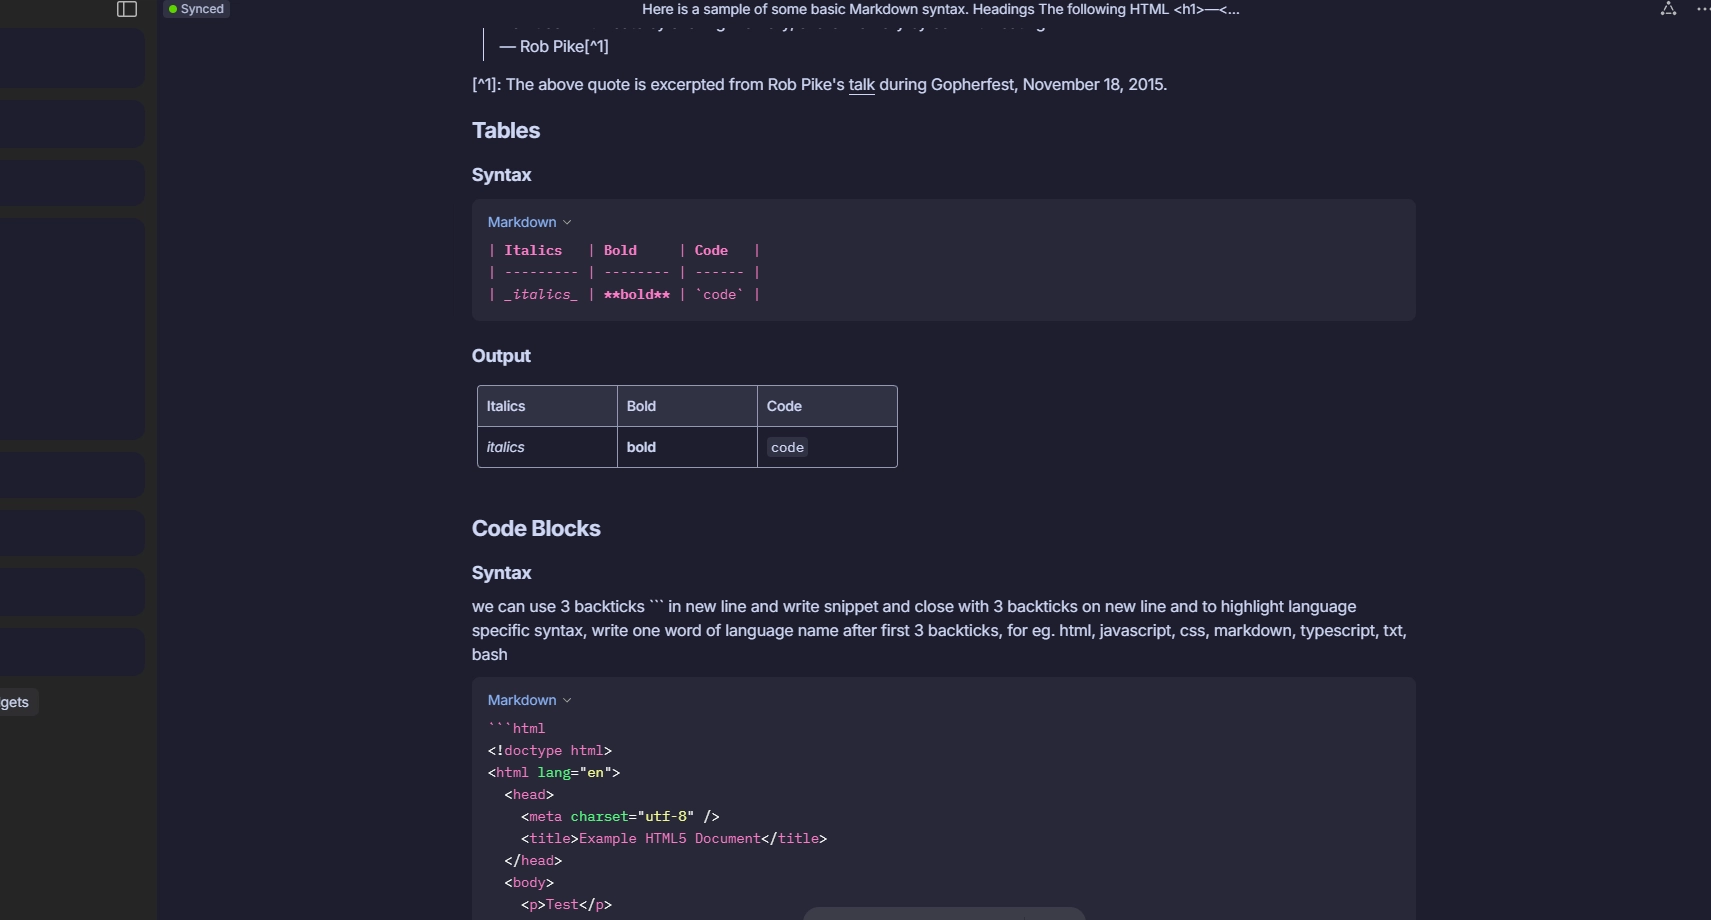 Synced
Here is a sample of some basic Markdown syntax. Headings The following HTML <h1>—<...
— Rob Pike[^1]
[^1]: The above quote is excerpted from Rob Pike's talk during Gopherfest, November 18, 2015.
Tables
Syntax
Markdown
| Italics   | Bold     | Code   |
| --------- | -------- | ------ |
| _italics_ | **bold** | `code` |
Output
Italics Bold Code
italics bold code
Code Blocks
Syntax
we can use 3 backticks ``` in new line and write snippet and close with 3 backticks on new line and to highlight language
specific syntax, write one word of language name after first 3 backticks, for eg. html, javascript, css, markdown, typescript, txt,
bash
gets
Markdown
```html
<!doctype html>
<html lang="en">
  <head>
    <meta charset="utf-8" />
    <title>Example HTML5 Document</title>
  </head>
  <body>
    <p>Test</p>